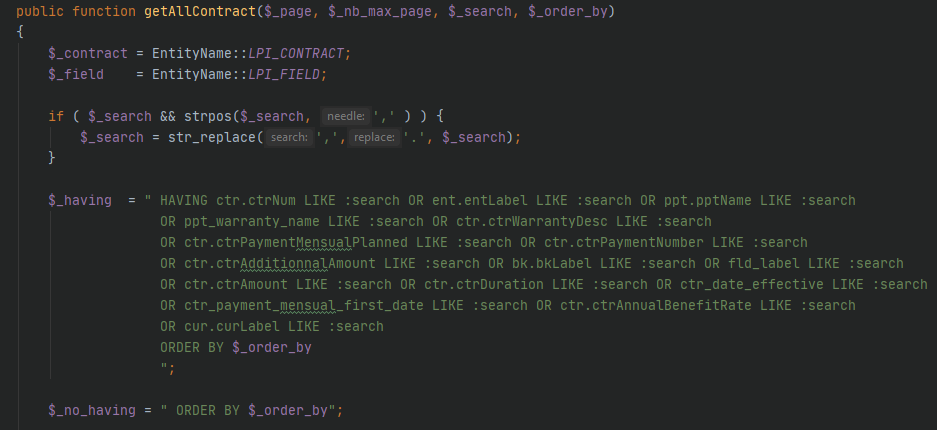 public function getAllContract($_page, $_nb_max_page, $_search, $_order_by)
{
$_contract = EntityName::LPI_CONTRACT;
$_field = EntityName::LPI_FIELD;
if ( $_search && strpos($_search, needle: ',' ) ) {
$_search = str_replace( search: ',', replace: '.', $_search);
}
$_having = " HAVING ctr.ctrNum LIKE :search OR ent.entLabel LIKE :search OR ppt.pptName LIKE :search
OR ppt_warranty_name LIKE :search OR ctr.ctrWarrantyDesc LIKE :search
OR ctr.ctrPaymentMensualPlanned LIKE :search OR ctr.ctrPaymentNumber LIKE :search
OR ctr.ctrAdditionnalAmount LIKE :search OR bk.bkLabel LIKE :search OR fld_label LIKE :search
OR ctr.ctrAmount LIKE :search OR ctr.ctrDuration LIKE :search OR ctr_date_effective LIKE :search
OR ctr_payment_mensual_first_date LIKE :search OR ctr.ctrAnnualBenefitRate LIKE :search
OR cur.curLabel LIKE :search
ORDER BY $_order_by
";
$_no_having = " ORDER BY $_order_by";